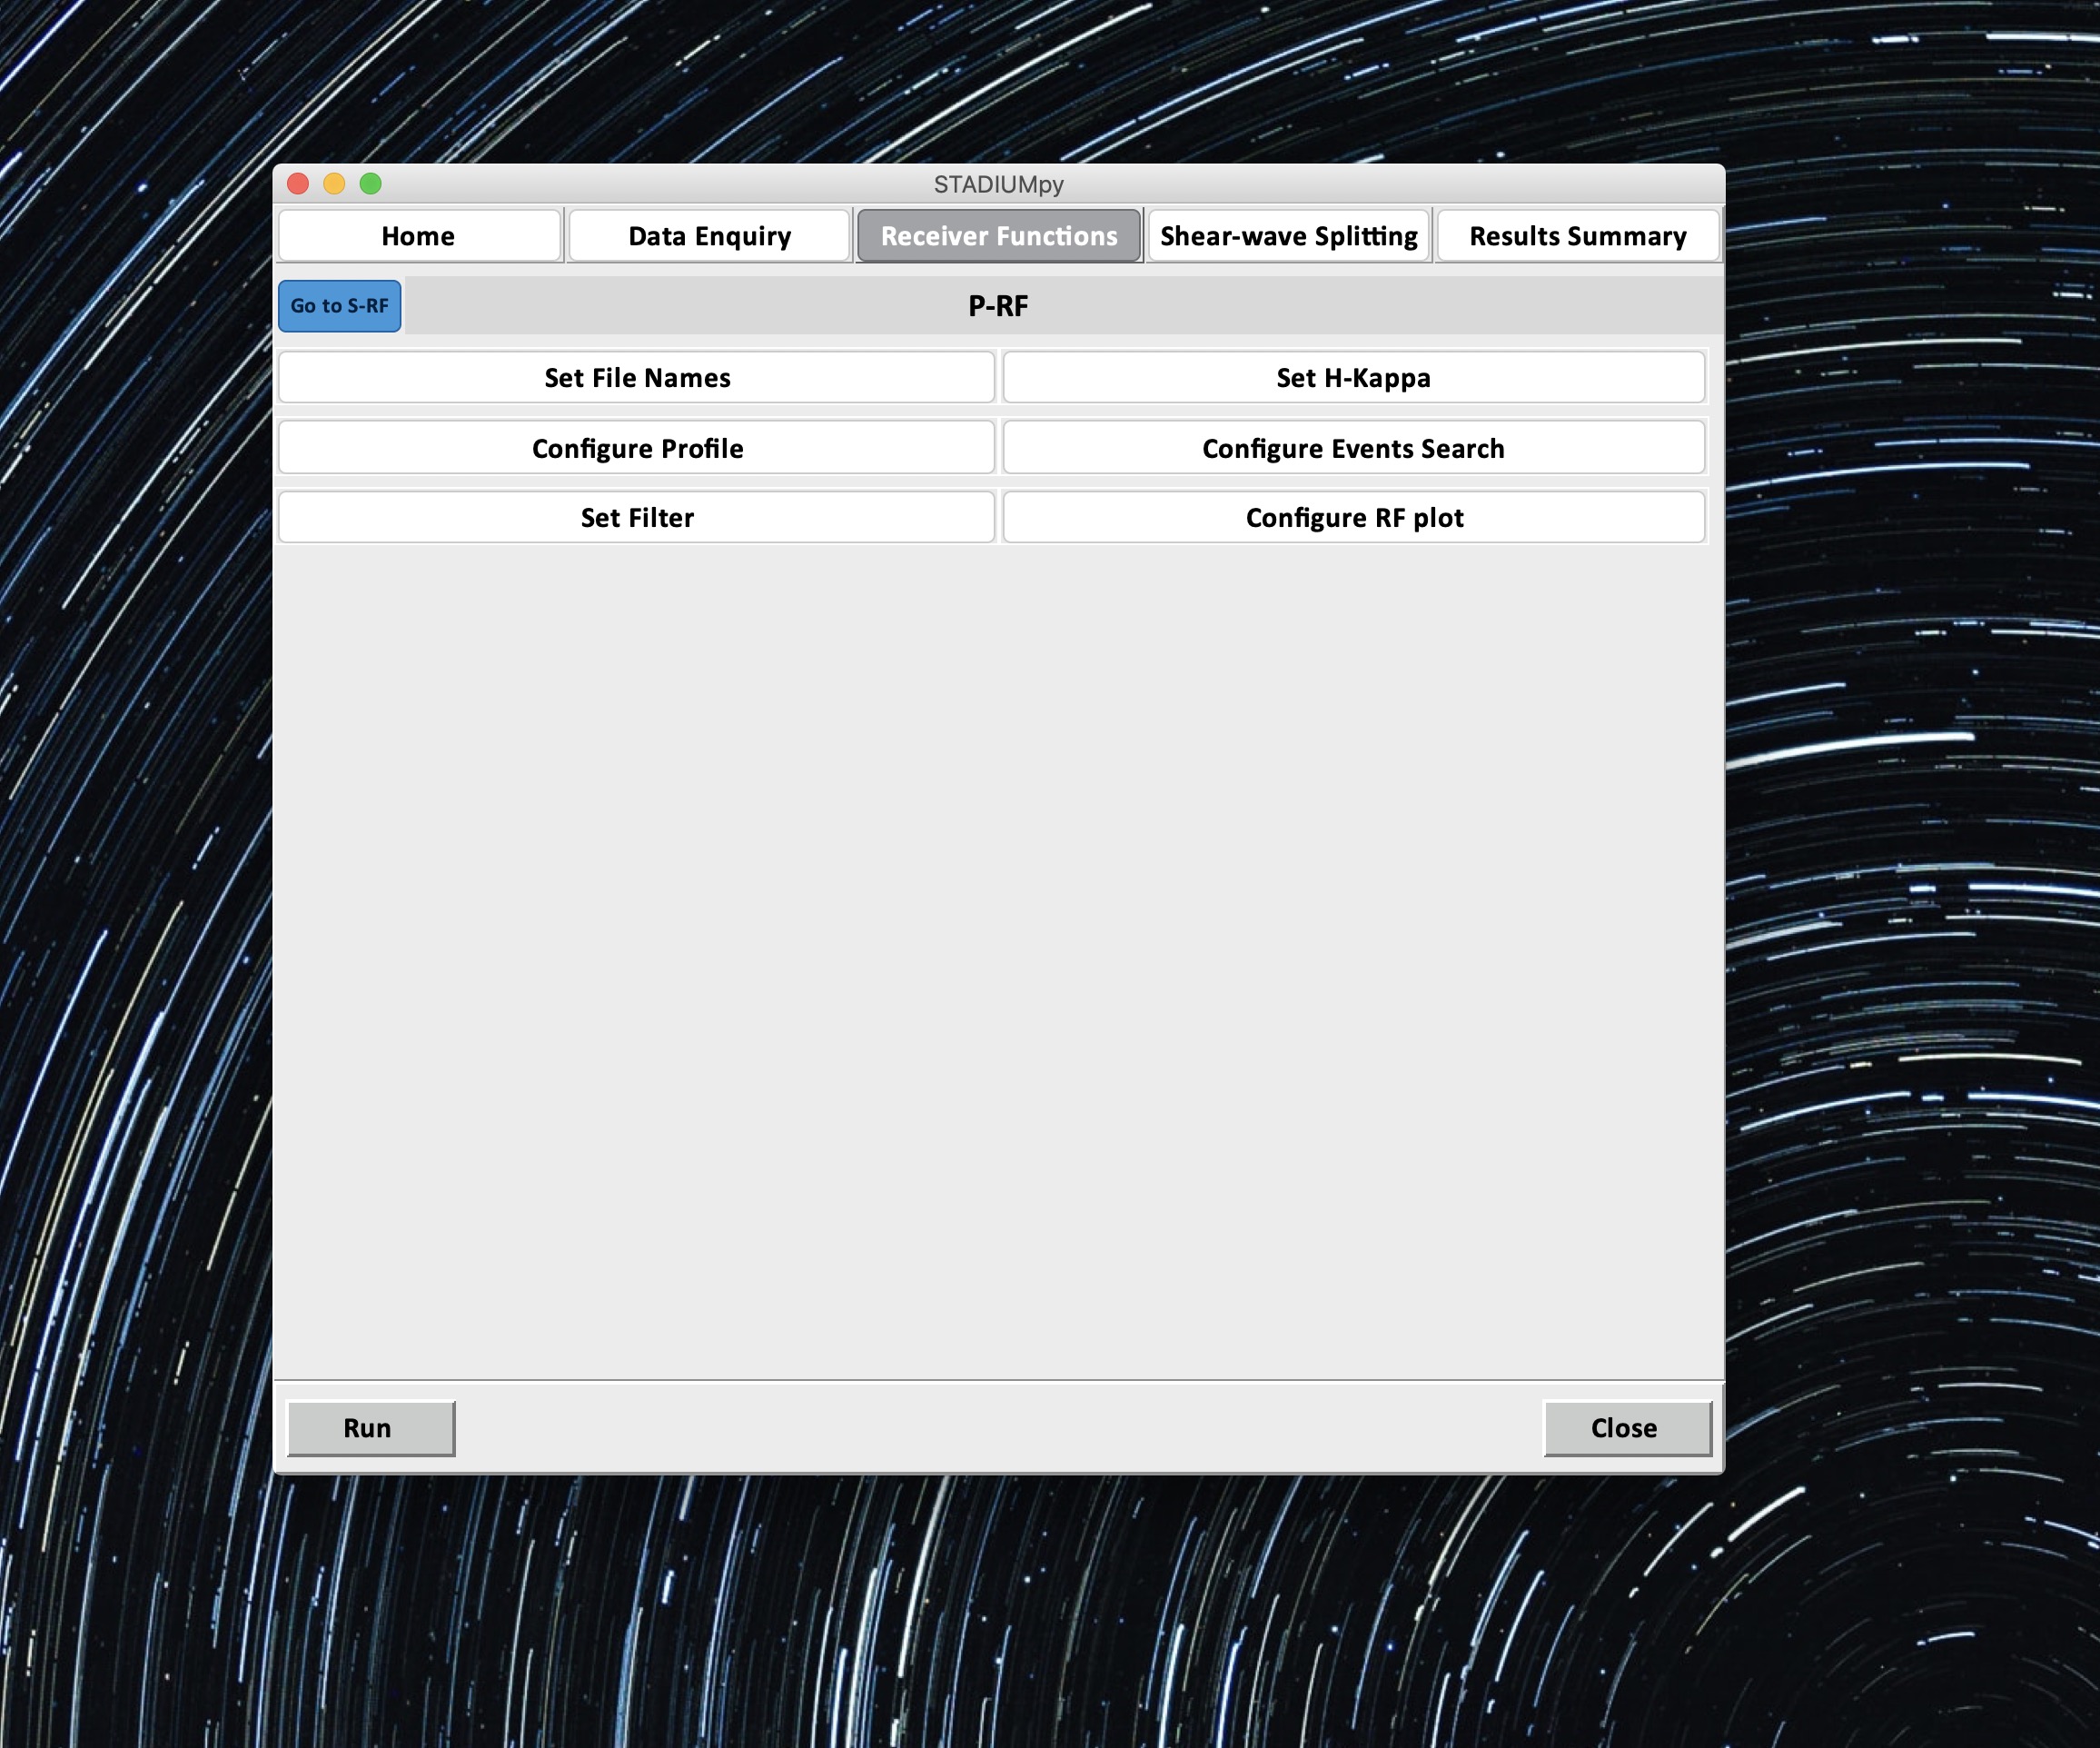 STADIUMpy
Home Data Enquiry Receiver Functions Shear-wave Splitting Results Summary
Go to S-RF P-RF
Set File Names Set H-Kappa
Configure Profile Configure Events Search
Set Filter Configure RF plot
Run Close